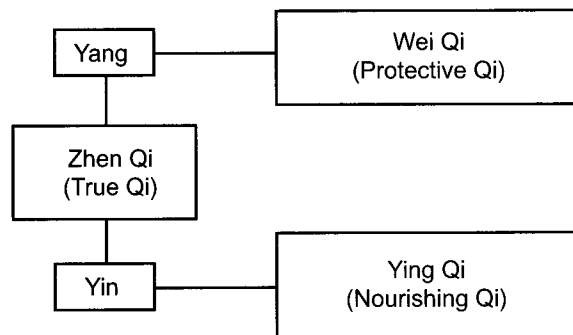 Yang
Wei Qi
(Protective Qi)
Zhen Qi
(True Qi)
Yin
Ying Qi
(Nourishing Qi)